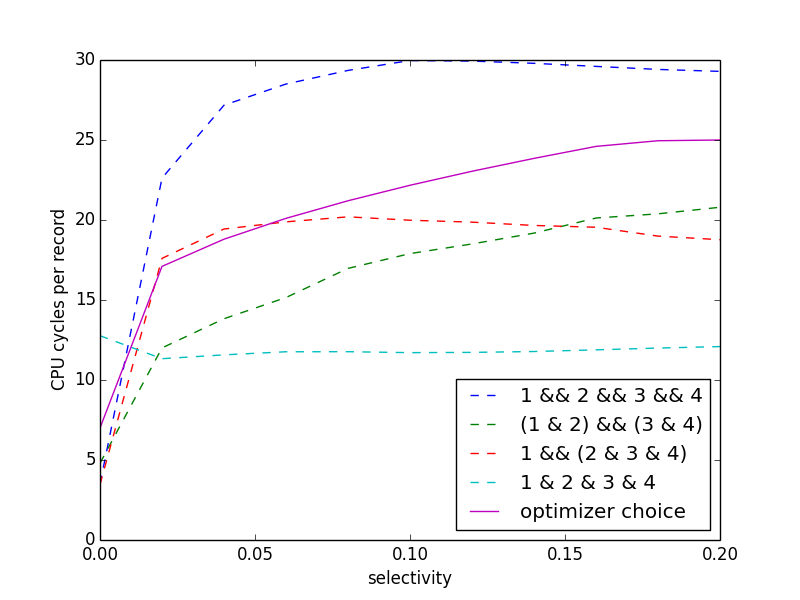 30
25
20
15
10
5
0
CPU cycles per record
0.00 0.05 0.10 0.15 0.20
selectivity
1 && 2 && 3 && 4
(1 & 2) && (3 & 4)
1 && (2 & 3 & 4)
1 & 2 & 3 & 4
optimizer choice